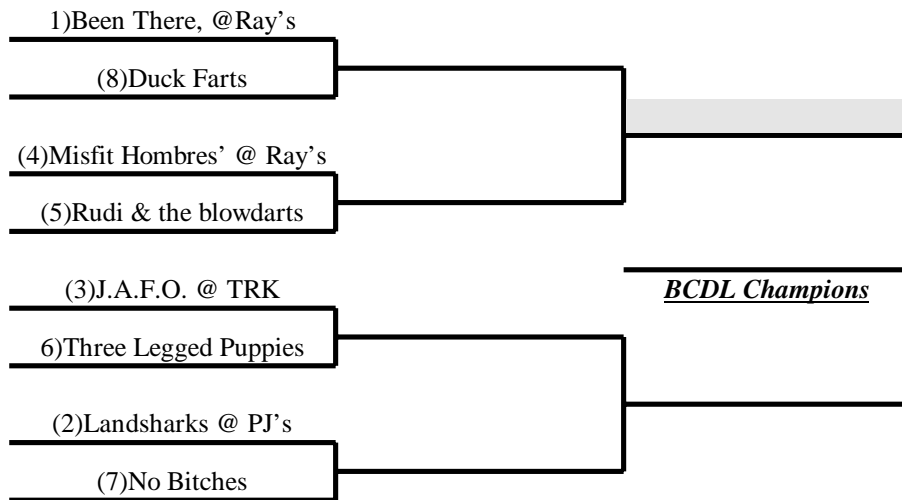 1)Been There, @Ray's
(8)Duck Farts
(4)Misfit Hombres’ @ Ray’s
(5)Rudi & the blowdarts
(3)J.A.F.O. @ TRK
BCDL Champions
6)Three Legged Puppies
(2)Landsharks @ PJ’s
(7)No Bitches